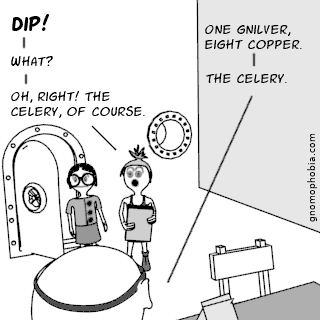 DIP!
WHAT?
OH, RIGHT! THE
CELERY, OF COURSE.
ONE GNILVER,
EIGHT COPPER.
THE CELERY.
gnomophobia.com